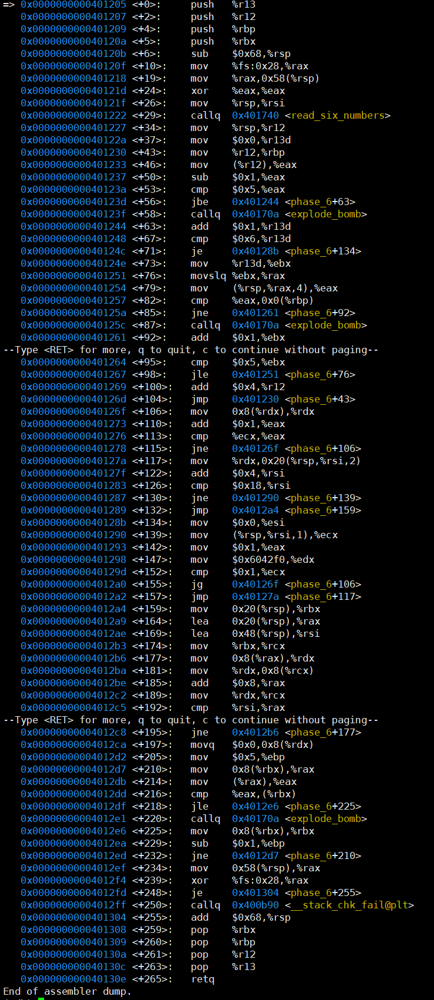 => 0x0000000000401205 <+0>:	push   %r13
   0x0000000000401207 <+2>:	push   %r12
   0x0000000000401209 <+4>:	push   %rbp
   0x000000000040120a <+5>:	push   %rbx
   0x000000000040120b <+6>:	sub    $0x68,%rsp
   0x000000000040120f <+10>:	mov    %fs:0x28,%rax
   0x0000000000401218 <+19>:	mov    %rax,0x58(%rsp)
   0x000000000040121d <+24>:	xor    %eax,%eax
   0x000000000040121f <+26>:	mov    %rsp,%rsi
   0x0000000000401222 <+29>:	callq  0x401740 <read_six_numbers>
   0x0000000000401227 <+34>:	mov    %rsp,%r12
   0x000000000040122a <+37>:	mov    $0x0,%r13d
   0x0000000000401230 <+43>:	mov    %r12,%rbp
   0x0000000000401233 <+46>:	mov    (%r12),%eax
   0x0000000000401237 <+50>:	sub    $0x1,%eax
   0x000000000040123a <+53>:	cmp    $0x5,%eax
   0x000000000040123d <+56>:	jbe    0x401244 <phase_6+63>
   0x000000000040123f <+58>:	callq  0x40170a <explode_bomb>
   0x0000000000401244 <+63>:	add    $0x1,%r13d
   0x0000000000401248 <+67>:	cmp    $0x6,%r13d
   0x000000000040124c <+71>:	je     0x40128b <phase_6+134>
   0x000000000040124e <+73>:	mov    %r13d,%ebx
   0x0000000000401251 <+76>:	movslq %ebx,%rax
   0x0000000000401254 <+79>:	mov    (%rsp,%rax,4),%eax
   0x0000000000401257 <+82>:	cmp    %eax,0x0(%rbp)
   0x000000000040125a <+85>:	jne    0x401261 <phase_6+92>
   0x000000000040125c <+87>:	callq  0x40170a <explode_bomb>
   0x0000000000401261 <+92>:	add    $0x1,%ebx
--Type <RET> for more, q to quit, c to continue without paging--
   0x0000000000401264 <+95>:	cmp    $0x5,%ebx
   0x0000000000401267 <+98>:	jle    0x401251 <phase_6+76>
   0x0000000000401269 <+100>:	add    $0x4,%r12
   0x000000000040126d <+104>:	jmp    0x401230 <phase_6+43>
   0x000000000040126f <+106>:	mov    0x8(%rdx),%rdx
   0x0000000000401273 <+110>:	add    $0x1,%eax
   0x0000000000401276 <+113>:	cmp    %ecx,%eax
   0x0000000000401278 <+115>:	jne    0x40126f <phase_6+106>
   0x000000000040127a <+117>:	mov    %rdx,0x20(%rsp,%rsi,2)
   0x000000000040127f <+122>:	add    $0x4,%rsi
   0x0000000000401283 <+126>:	cmp    $0x18,%rsi
   0x0000000000401287 <+130>:	jne    0x401290 <phase_6+139>
   0x0000000000401289 <+132>:	jmp    0x4012a4 <phase_6+159>
   0x000000000040128b <+134>:	mov    $0x0,%esi
   0x0000000000401290 <+139>:	mov    (%rsp,%rsi,1),%ecx
   0x0000000000401293 <+142>:	mov    $0x1,%eax
   0x0000000000401298 <+147>:	mov    $0x6042f0,%edx
   0x000000000040129d <+152>:	cmp    $0x1,%ecx
   0x00000000004012a0 <+155>:	jg     0x40126f <phase_6+106>
   0x00000000004012a2 <+157>:	jmp    0x40127a <phase_6+117>
   0x00000000004012a4 <+159>:	mov    0x20(%rsp),%rbx
   0x00000000004012a9 <+164>:	lea    0x20(%rsp),%rax
   0x00000000004012ae <+169>:	lea    0x48(%rsp),%rsi
   0x00000000004012b3 <+174>:	mov    %rbx,%rcx
   0x00000000004012b6 <+177>:	mov    0x8(%rax),%rdx
   0x00000000004012ba <+181>:	mov    %rdx,0x8(%rcx)
   0x00000000004012be <+185>:	add    $0x8,%rax
   0x00000000004012c2 <+189>:	mov    %rdx,%rcx
   0x00000000004012c5 <+192>:	cmp    %rsi,%rax
--Type <RET> for more, q to quit, c to continue without paging--
   0x00000000004012c8 <+195>:	jne    0x4012b6 <phase_6+177>
   0x00000000004012ca <+197>:	movq   $0x0,0x8(%rdx)
   0x00000000004012d2 <+205>:	mov    $0x5,%ebp
   0x00000000004012d7 <+210>:	mov    0x8(%rbx),%rax
   0x00000000004012db <+214>:	mov    (%rax),%eax
   0x00000000004012dd <+216>:	cmp    %eax,(%rbx)
   0x00000000004012df <+218>:	jle    0x4012e6 <phase_6+225>
   0x00000000004012e1 <+220>:	callq  0x40170a <explode_bomb>
   0x00000000004012e6 <+225>:	mov    0x8(%rbx),%rbx
   0x00000000004012ea <+229>:	sub    $0x1,%ebp
   0x00000000004012ed <+232>:	jne    0x4012d7 <phase_6+210>
   0x00000000004012ef <+234>:	mov    0x58(%rsp),%rax
   0x00000000004012f4 <+239>:	xor    %fs:0x28,%rax
   0x00000000004012fd <+248>:	je     0x401304 <phase_6+255>
   0x00000000004012ff <+250>:	callq  0x400b90 <__stack_chk_fail@plt>
   0x0000000000401304 <+255>:	add    $0x68,%rsp
   0x0000000000401308 <+259>:	pop    %rbx
   0x0000000000401309 <+260>:	pop    %rbp
   0x000000000040130a <+261>:	pop    %r12
   0x000000000040130c <+263>:	pop    %r13
   0x000000000040130e <+265>:	retq
End of assembler dump.